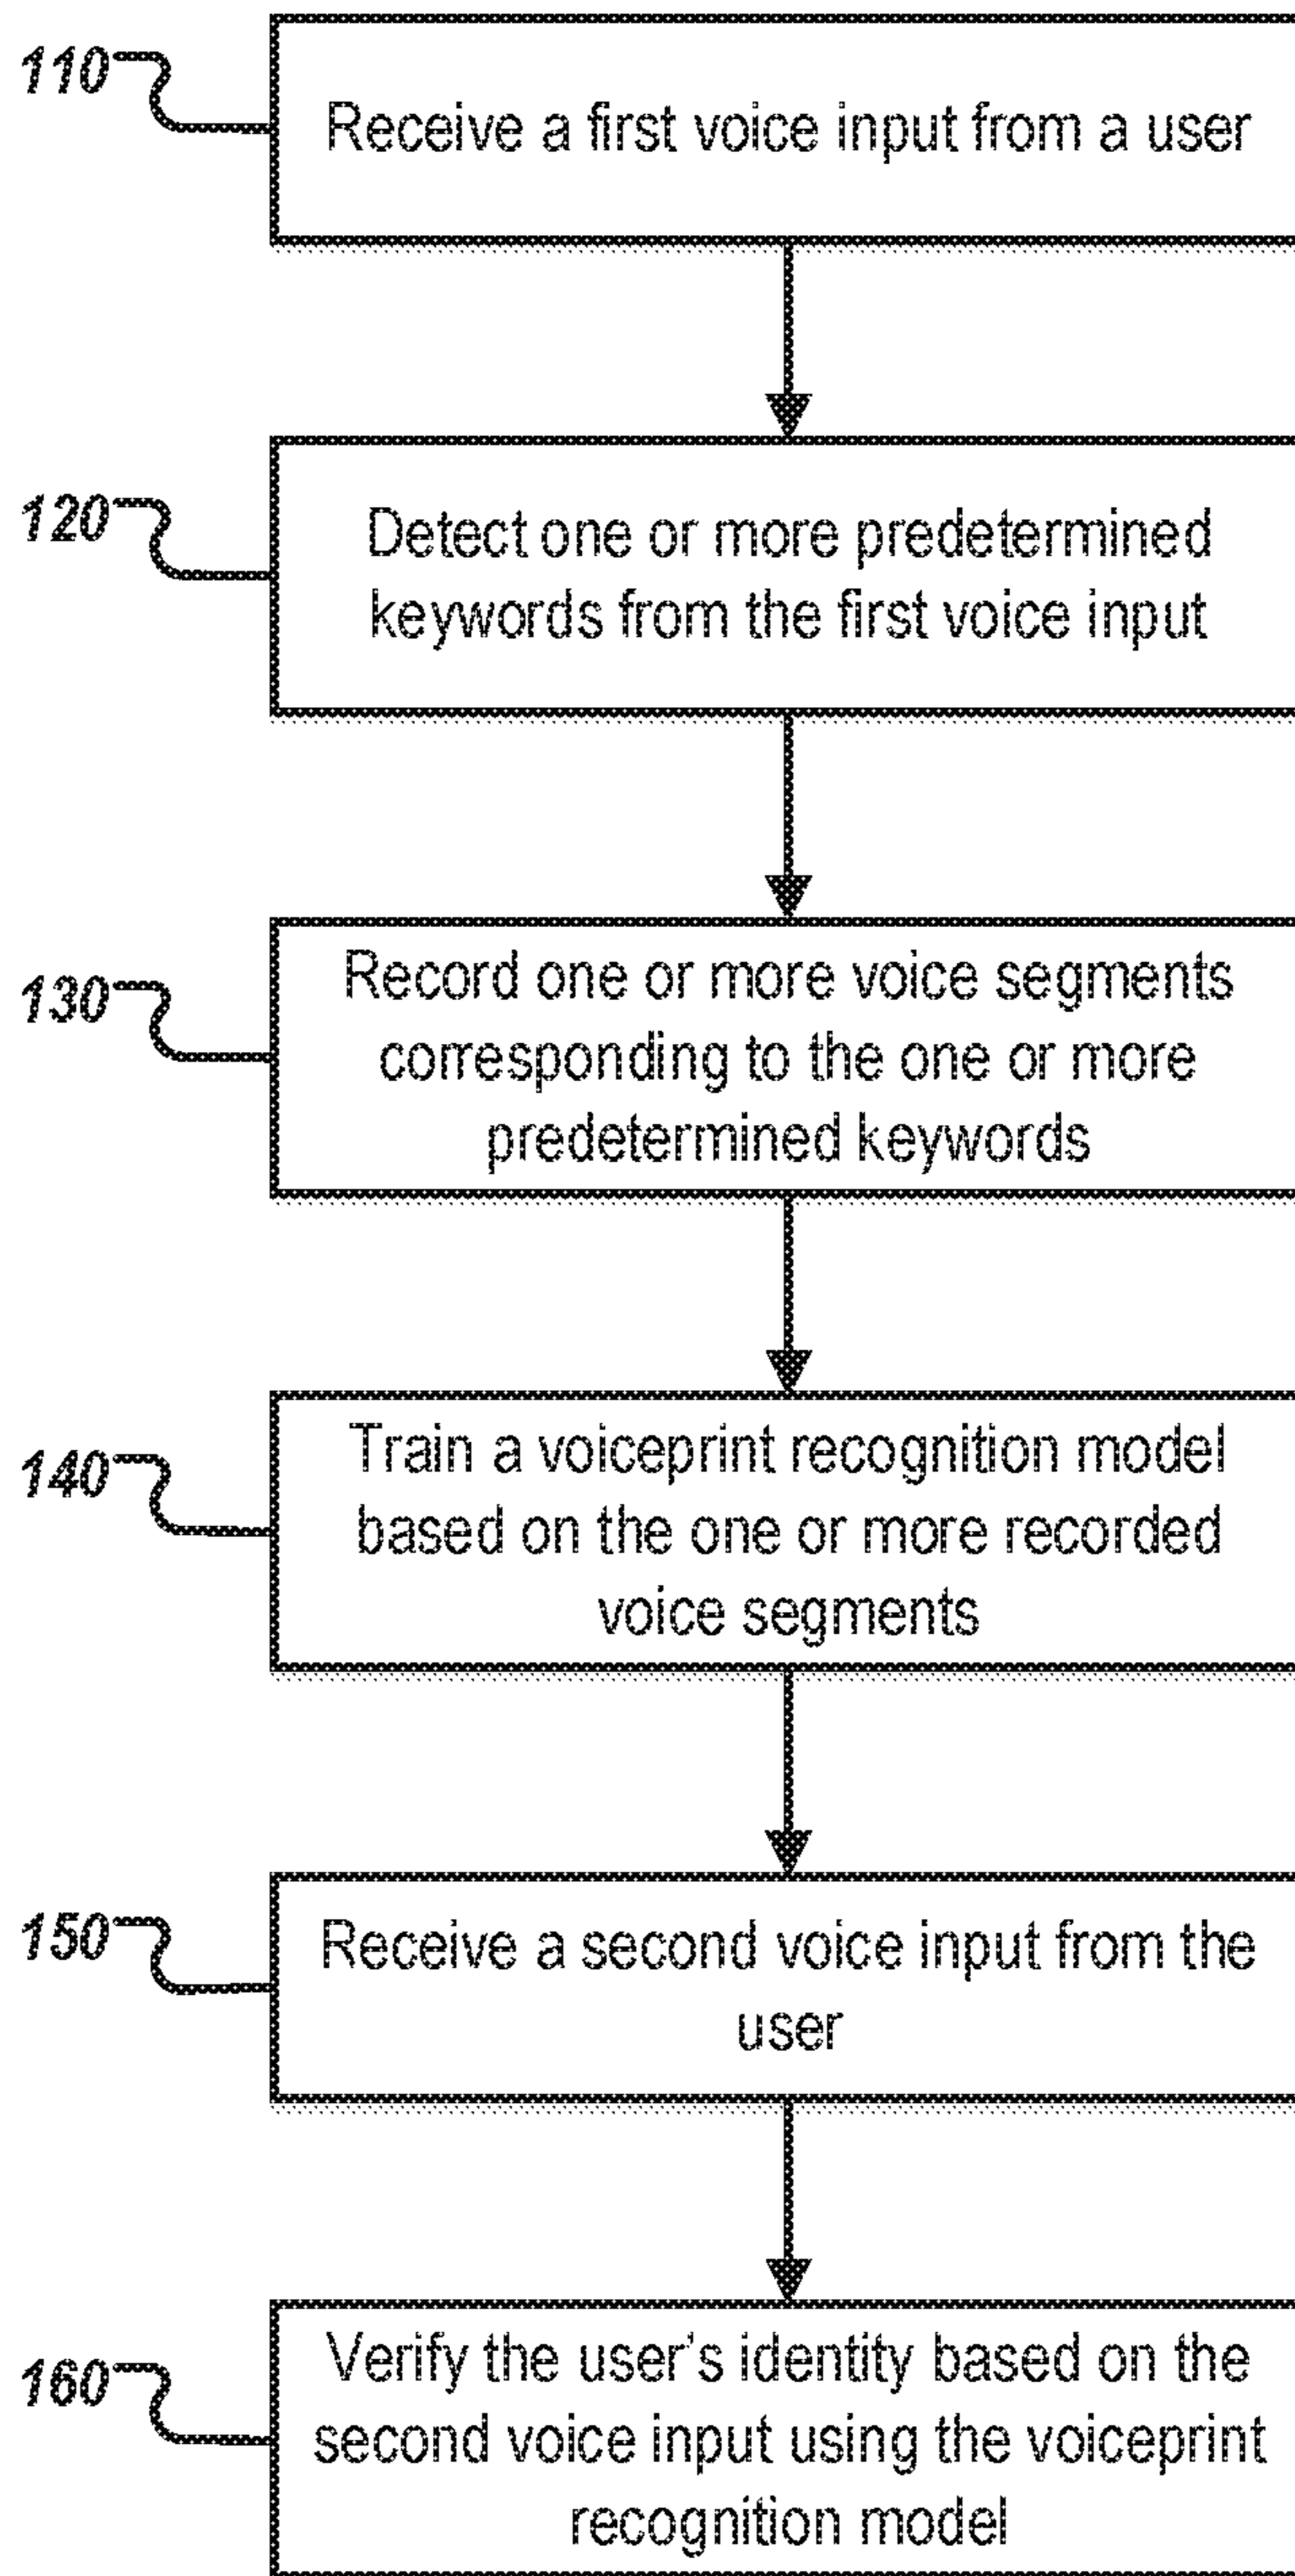 110
Receive a first voice input from a user
120
Detect one or more predetermined
keywords from the first voice input
130
Record one or more voice segments
corresponding to the one or more
predetermined keywords
140
Train a voiceprint recognition model
based on the one or more recorded
voice segments
150
Receive a second voice input from the
user
160
Verify the user's identity based on the
second voice input using the voiceprint
recognition model